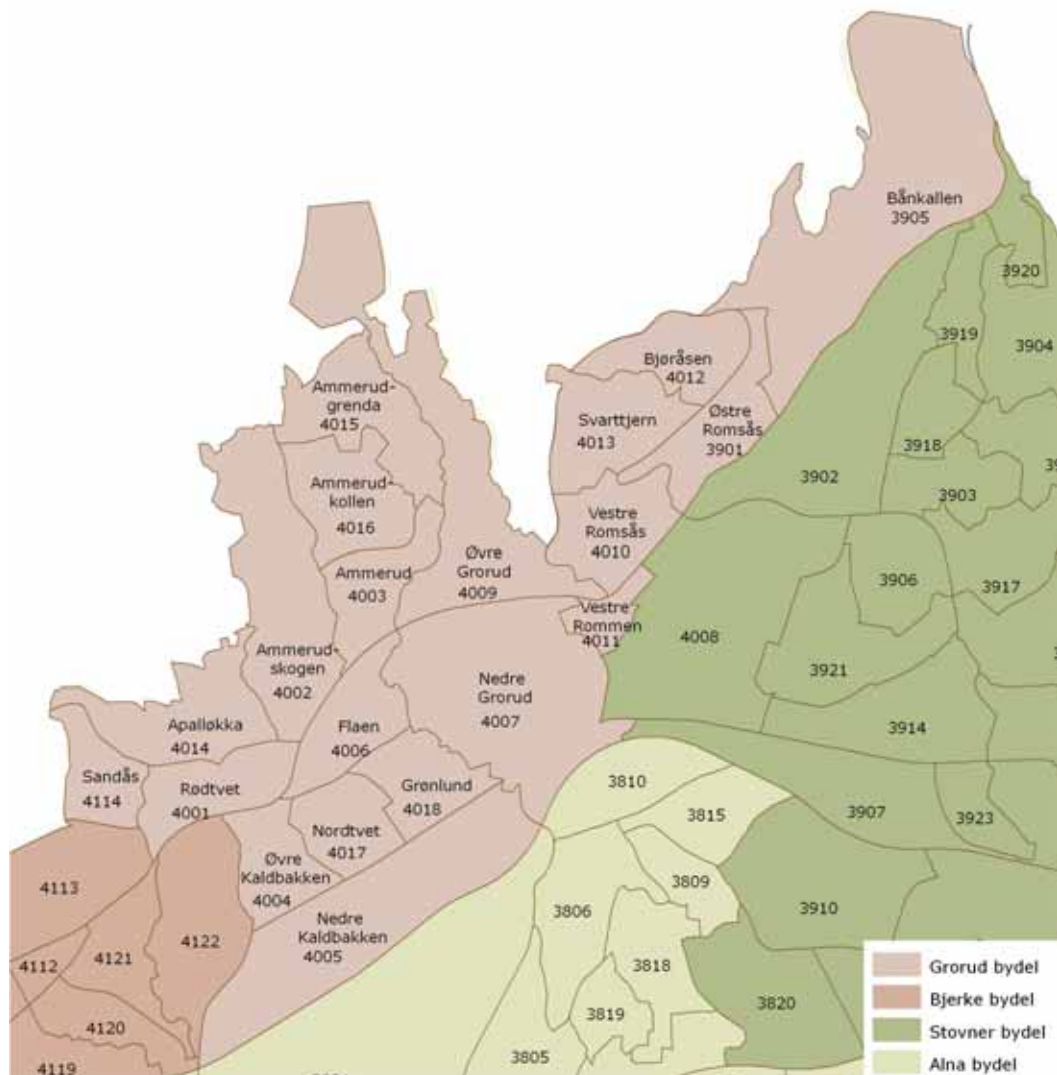 Bånkallen
3905
3920
3919
3904
Bjøråsen
4012
Ammerud-
grenda
4015
Svarttjern
4013
Østre
Romsås
3901
3918
3902
3903
Ammerud-
kollen
4016
Vestre
Romsås
4010
Øvre
Grorud
4009
Ammerud
4003
3906
3917
Vestre
Rommen
4011
4008
Ammerud-
skogen
4002
3921
Nedre
Grorud
4007
Apalløkka
4014
Flaen
4006
3914
Sandås
4114
Rødtvet
4001
Grønlund
4018
3810
3815
3907
3923
Nordtvet
4017
Øvre
Kaldbakken
4004
4113
3809
Nedre
Kaldbakken
4005
3806
3910
4122
4121
4112
3818
3820
3819
4120
3805
4119
Grorud bydel
Bjerke bydel
Stovner bydel
Alna bydel